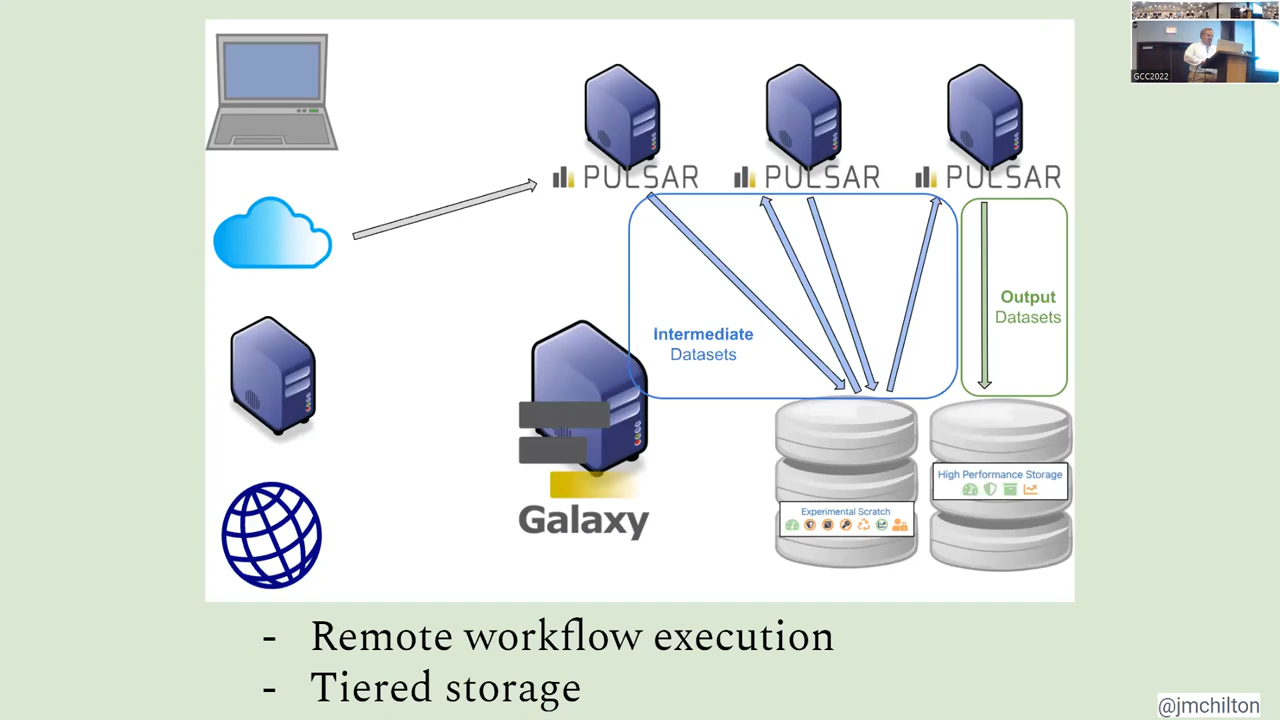 GCC2022
PULSAR
PULSAR
PULSAR
Intermediate
Datasets
Output
Datasets
High Performance Storage
Experimental Scratch
Galaxy
- Remote workflow execution
- Tiered storage
@jmchilton